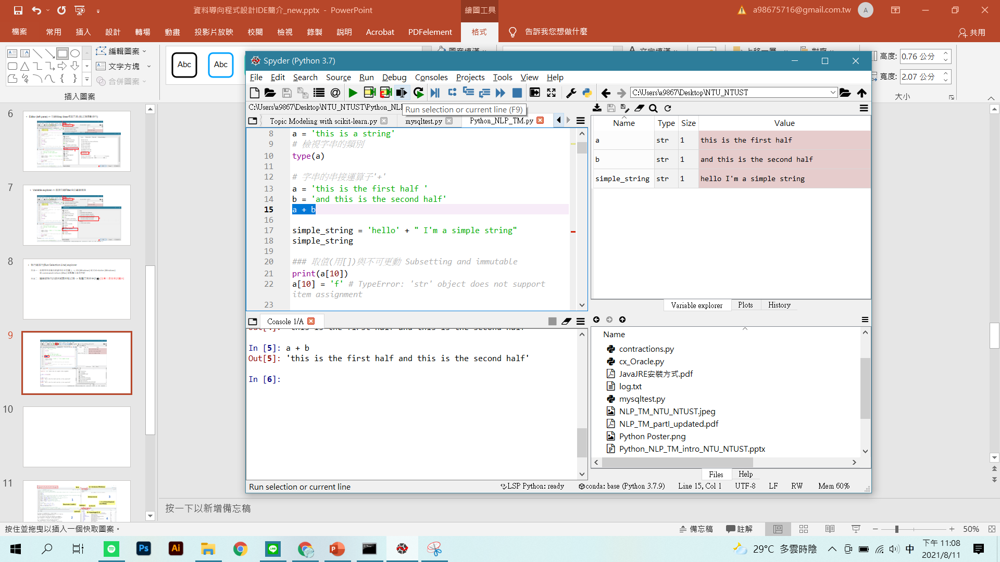 資料導向程式設計IDE簡介_new.pptx - PowerPoint
繪圖工具
a98675716@gmail.com.tw
A
檔案 常用 插入 設計 轉場 動畫 投影片放映 校閱 檢視 錄製 說明 Acrobat PDFelement 格式 告訴我您想做什麼 共用
編輯圖案
文字方塊
合併圖案
插入圖案
Abc Abc
高度: 0.76 公分
寬度: 2.07 公分
大小
Spyder (Python 3.7)
File Edit Search Source Run Debug Consoles Projects Tools View Help
C:\Users\a9867\Desktop\NTU_NTUST
C:\Users\a9867\Desktop\NTU_NTUST\Python_NL
Run selection or current line (F9)
Topic Modeling with scikit-learn.py mysqltest.py Python_NLP_TM.py
8 a = 'this is a string'
9 # 檢視字串的類別
10 type(a)
11
12 # 字串的串接運算子'+'
13 a = 'this is the first half '
14 b = 'and this is the second half'
15 a + b
16
17 simple_string = 'hello' + " I'm a simple string"
18 simple_string
19
20 ### 取值(用[])與不可更動 Subsetting and immutable
21 print(a[10])
22 a[10] = 'f' # TypeError: 'str' object does not support
item assignment
23
Name Type Size Value
a str 1 this is the first half
b str 1 and this is the second half
simple_string str 1 hello I'm a simple string
Variable explorer Plots History
Console 1/A
In [5]: a + b
Out[5]: 'this is the first half and this is the second half'
In [6]:
Name
contractions.py
cx_Oracle.py
JavaJRE安裝方式.pdf
log.txt
mysqltest.py
NLP_TM_NTU_NTUST.jpeg
NLP_TM_partI_updated.pdf
Python Poster.png
Python_NLP_TM_intro_NTU_NTUST.pptx
Files Help
Run selection or current line
LSP Python: ready conda: base (Python 3.7.9) Line 15, Col 1 UTF-8 LF RW Mem 60%
6
7
8
9
10
11
按一下以新增備忘稿
按住並拖曳以插入一個快取圖案。
備忘稿 註解 50%
Ps Ai
29°C 多雲時陰
中
下午 11:08
2021/8/11